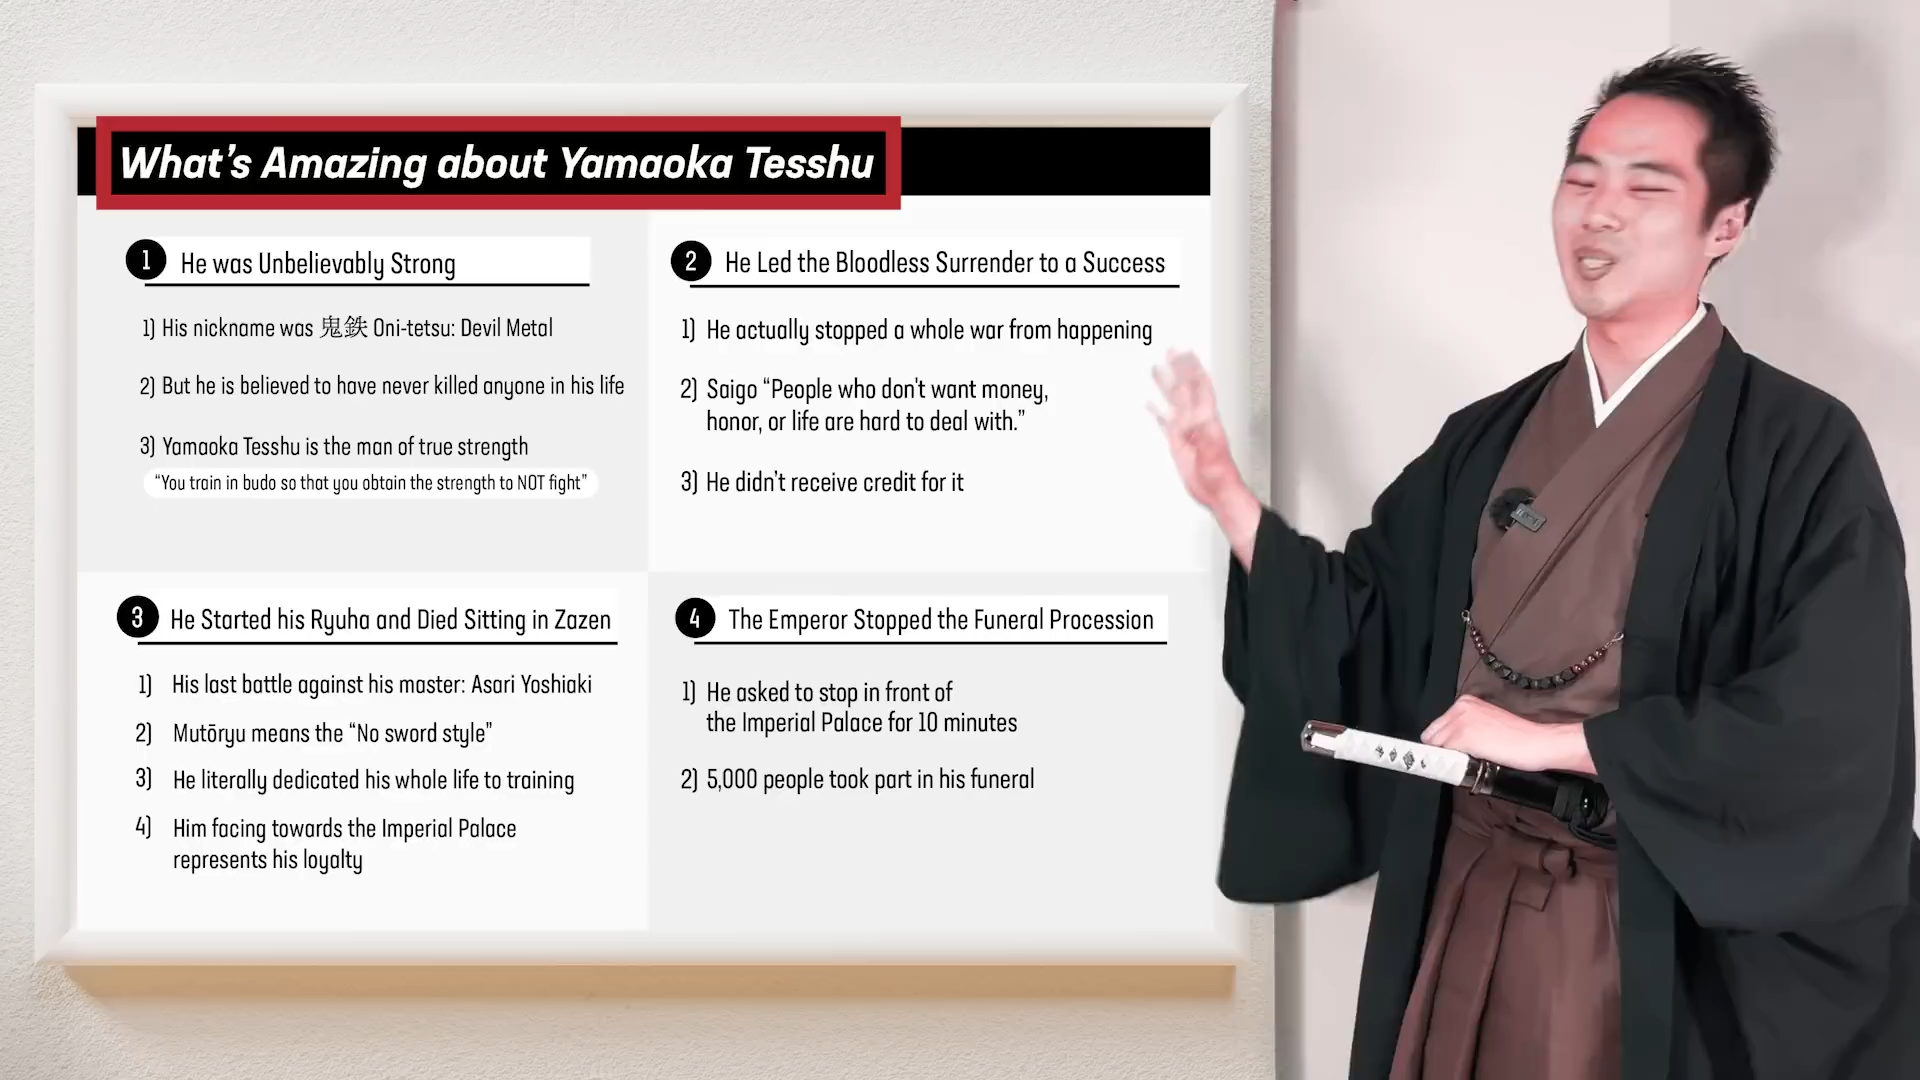 What's Amazing about Yamaoka Tesshu
1 He was Unbelievably Strong
1) His nickname was 鬼鉄 Oni-tetsu: Devil Metal
2) But he is believed to have never killed anyone in his life
3) Yamaoka Tesshu is the man of true strength
“You train in budo so that you obtain the strength to NOT fight”
2 He Led the Bloodless Surrender to a Success
1) He actually stopped a whole war from happening
2) Saigo “People who don't want money,
honor, or life are hard to deal with.”
3) He didn't receive credit for it
3 He Started his Ryuha and Died Sitting in Zazen
1) His last battle against his master: Asari Yoshiaki
2) Mutōryu means the “No sword style”
3) He literally dedicated his whole life to training
4) Him facing towards the Imperial Palace
represents his loyalty
4 The Emperor Stopped the Funeral Procession
1) He asked to stop in front of
the Imperial Palace for 10 minutes
2) 5,000 people took part in his funeral